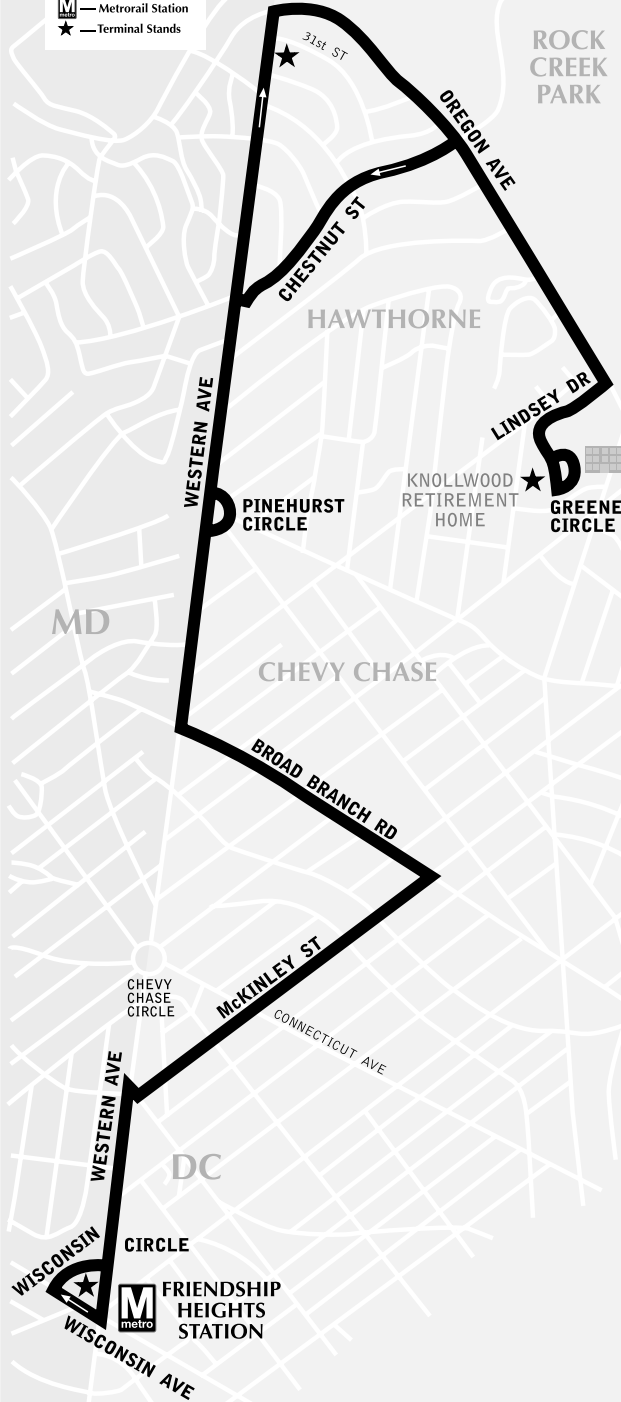 M
metro
— Metrorail Station
— Terminal Stands
31st ST
ROCK
CREEK
PARK
OREGON AVE
CHESTNUT ST
HAWTHORNE
WESTERN AVE
LINDSEY DR
KNOLLWOOD
RETIREMENT
HOME
GREENE
CIRCLE
PINEHURST
CIRCLE
MD
CHEVY CHASE
BROAD BRANCH RD
McKINLEY ST
CHEVY
CHASE
CIRCLE
CONNECTICUT AVE
WESTERN AVE
DC
WISCONSIN
CIRCLE
M
metro
FRIENDSHIP
HEIGHTS
STATION
WISCONSIN AVE